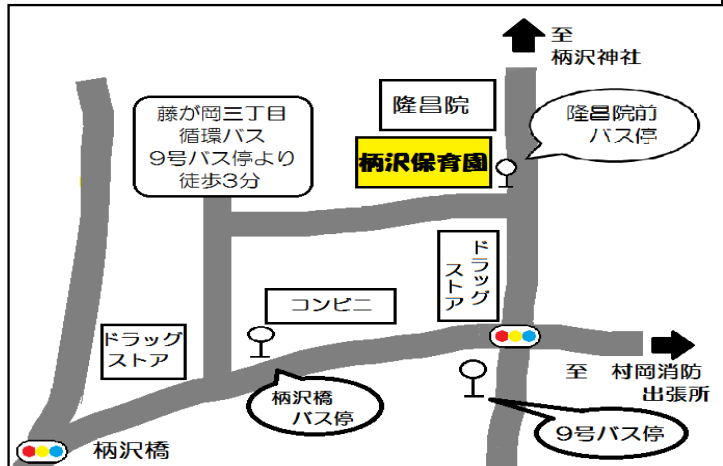 至
柄沢神社
隆昌院
隆昌院前
バス停
藤が岡三丁目
循環バス
9号バス停より
徒歩3分
柄沢保育園
ドラッグ
ストア
コンビニ
ドラッグ
ストア
柄沢橋
バス停
至 村岡消防
出張所
9号バス停
柄沢橋